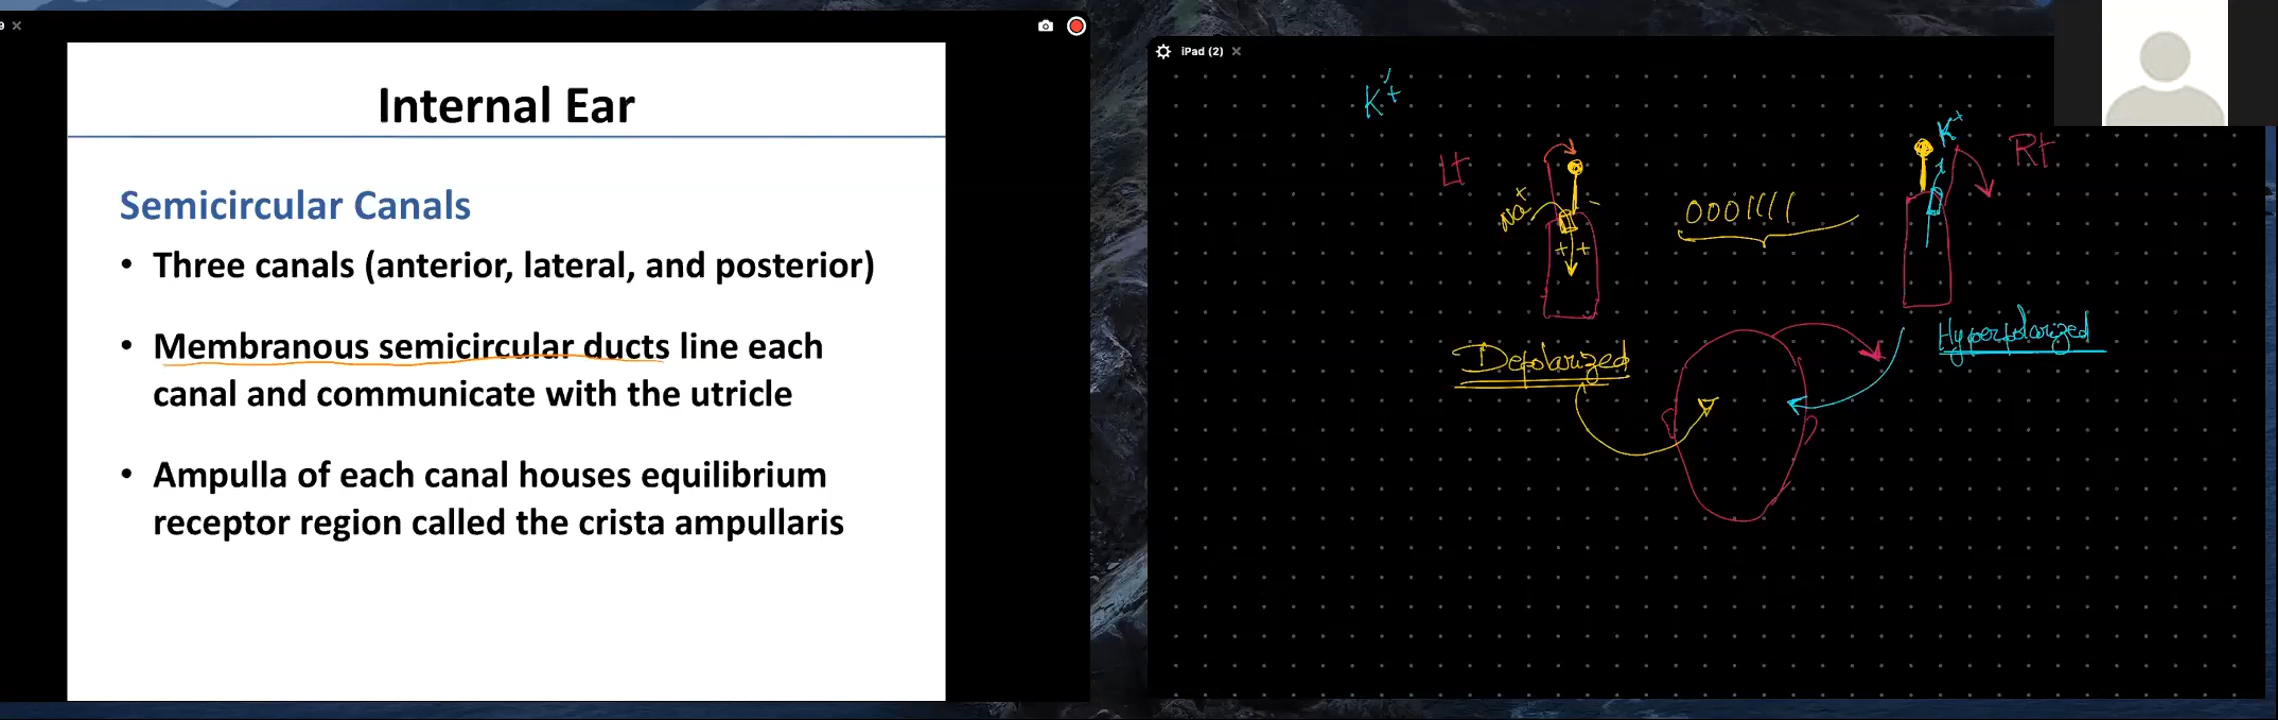 9
Internal Ear
Semicircular Canals
• Three canals (anterior, lateral, and posterior)
• Membranous semicircular ducts line each
canal and communicate with the utricle
• Ampulla of each canal houses equilibrium
receptor region called the crista ampullaris
iPad (2)
K+
Lt
Na+
+ +
K+
Rt
Depolarized
Hyperpolarized